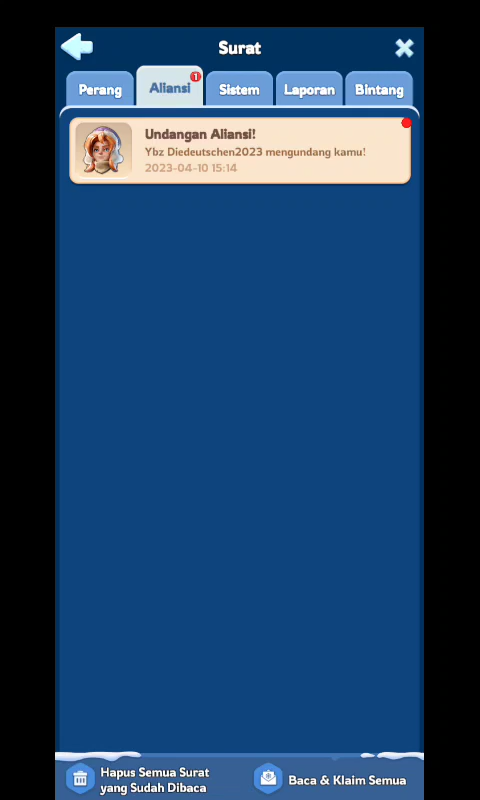 Surat
Perang
Aliansi
1
Sistem
Laporan
Bintang
Undangan Aliansi!
Ybz Diedeutschen2023 mengundang kamu!
2023-04-10 15:14
Hapus Semua Surat
yang Sudah Dibaca
Baca & Klaim Semua